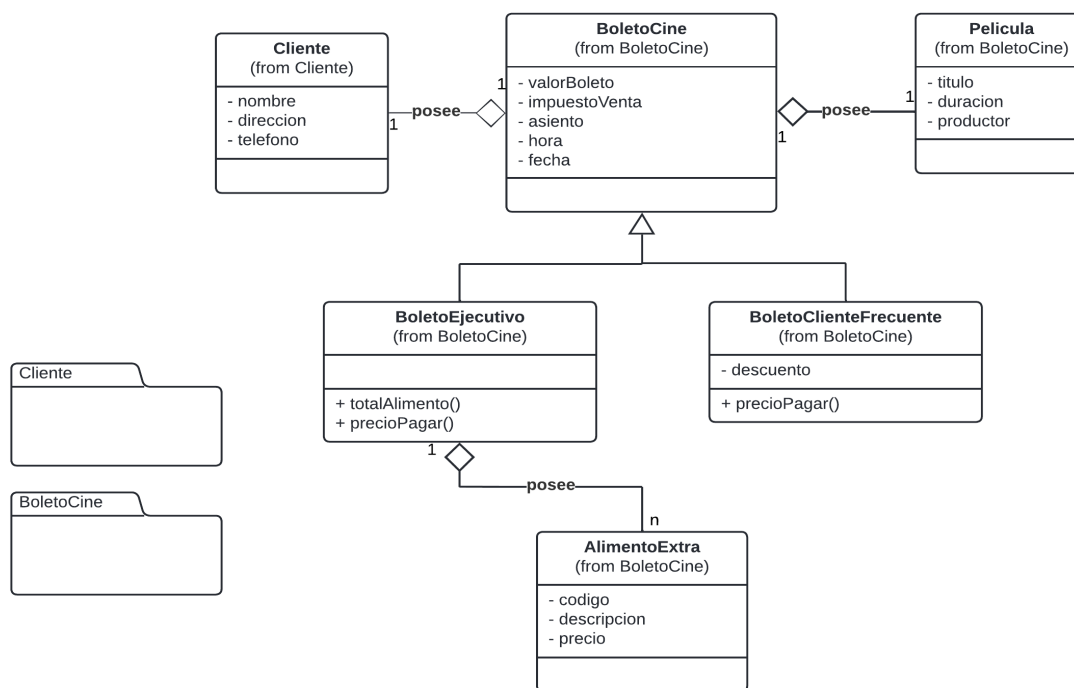 Cliente
(from Cliente)
- nombre
- direccion
- telefono
1
posee
1
BoletoCine
(from BoletoCine)
- valorBoleto
- impuestoVenta
- asiento
- hora
- fecha
1
posee
1
Pelicula
(from BoletoCine)
- titulo
- duracion
- productor
BoletoEjecutivo
(from BoletoCine)
+ totalAlimento()
+ precioPagar()
BoletoClienteFrecuente
(from BoletoCine)
- descuento
+ precioPagar()
Cliente
BoletoCine
1
posee
n
AlimentoExtra
(from BoletoCine)
- codigo
- descripcion
- precio